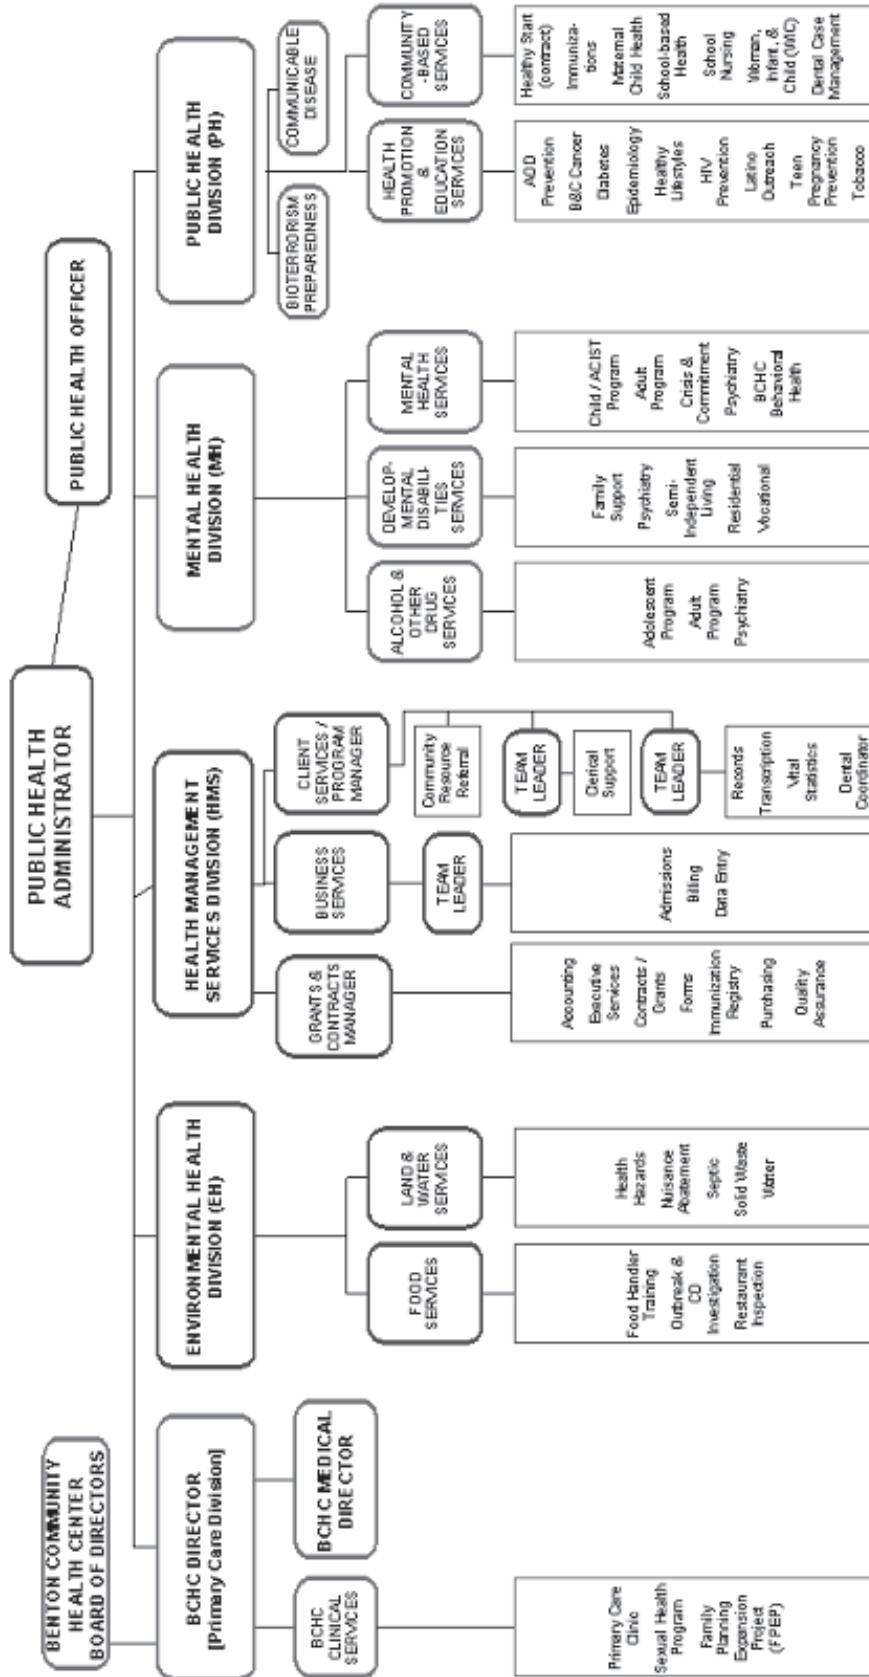 PUBLIC HEALTH
ADMINISTRATOR
PUBLIC HEALTH OFFICER
BENTON COMMUNITY
HEALTH CENTER
BOARD OF DIRECTORS
BCHC DIRECTOR
[Primary Care Division]
BCHC CLINICAL
SERVICES
BCHC MEDICAL
DIRECTOR
Primary Care
Clinic
Sexual Health
Program
Family
Planning
Expansion
Project
(FPEP)
ENVIRONMENTAL HEALTH
DIVISION (EH)
FOOD
SERVICES
LAND &
WATER
SERVICES
Food Handler
Training
Outbreak &
CD
Investigation
Restaurant
Inspection
Health
Hazards
Nuisance
Abatement
Septic
Solid Waste
Water
HEALTH MANAGEMENT
SERVICES DIVISION (HMS)
GRANTS &
CONTRACTS
MANAGER
BUSINESS
SERVICES
CLIENT
SERVICES /
PROGRAM
MANAGER
Accounting
Executive
Services
Contracts /
Grants
Forms
Immunization
Registry
Purchasing
Quality
Assurance
TEAM
LEADER
Admissions
Billing
Data Entry
Community
Resource
Referral
TEAM
LEADER
Clerical
Support
TEAM
LEADER
Records
Transcription
Vital
Statistics
Dental
Coordinator
MENTAL HEALTH
DIVISION (MH)
ALCOHOL &
OTHER
DRUG
SERVICES
DEVELOP-
MENTAL
DISABILI-
TIES
SERVICES
MENTAL
HEALTH
SERVICES
Adolescent
Program
Adult
Program
Psychiatry
Family
Support
Psychiatry
Semi-
Independent
Living
Residential
Vocational
Child / ACIST
Program
Adult
Program
Crisis &
Commitment
Psychiatry
BCHC
Behavioral
Health
PUBLIC HEALTH
DIVISION (PH)
BIOTERRORISM
PREPAREDNESS
COMMUNICABLE
DISEASE
HEALTH
PROMOTION
&
EDUCATION
SERVICES
COMMUNITY
-BASED
SERVICES
AOD
Prevention
B&C Cancer
Diabetes
Epidemiology
Healthy
Lifestyles
HIV
Prevention
Latino
Outreach
Teen
Pregnancy
Prevention
Tobacco
Healthy Start
(contract)
Immuniza-
tions
Maternal
Child Health
School-based
Health
School
Nursing
Woman,
Infant, &
Child (WIC)
Dental Case
Management